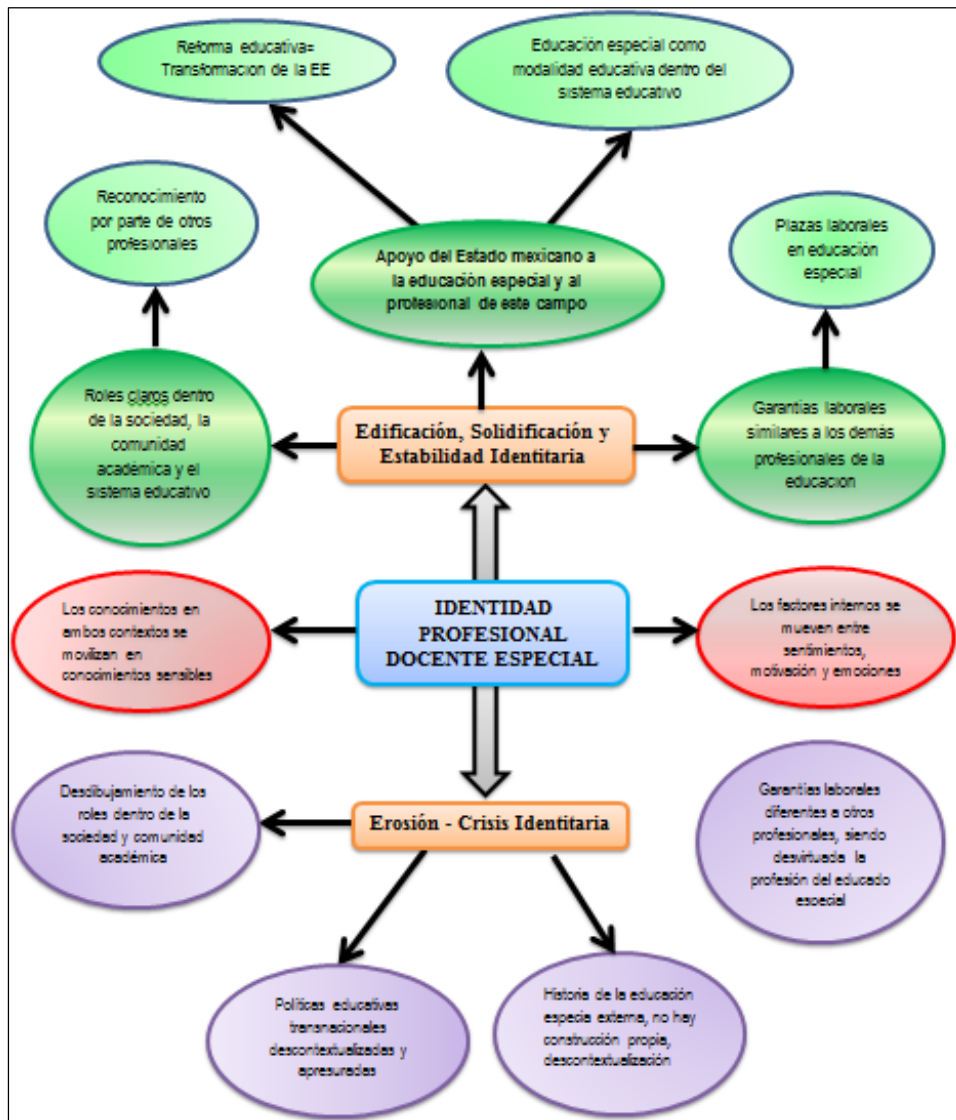 Reforma educativa=
Transformacion de la EE
Educación especial como
modalidad educativa dentro del
sistema educativo
Reconocimiento
por parte de otros
profesionales
Apoyo del Estado mexicano a
la educación especial y al
profesional de este campo
Plazas laborales
en educación
especial
Roles claros dentro
de la sociedad, la
comunidad
académica y el
sistema educativo
Edificación, Solidificación y
Estabilidad Identitaria
Garantías laborales
similares a los demás
profesionales de la
educacion
Los conocimientos en
ambos contextos se
movilizan en
conocimientos sensibles
IDENTIDAD
PROFESIONAL
DOCENTE ESPECIAL
Los factores internos se
mueven entre
sentimientos,
motivación y emociones
Desdibujamiento de los
roles dentro de la
sociedad y comunidad
académica
Erosión - Crisis Identitaria
Garantías laborales
diferentes a otros
profesionales, siendo
desvirtuada la
profesión del educado
especial
Políticas educativas
transnacionales
descontextualizadas y
apresuradas
Historia de la educación
especia externa, no hay
construcción propia,
descontextualización